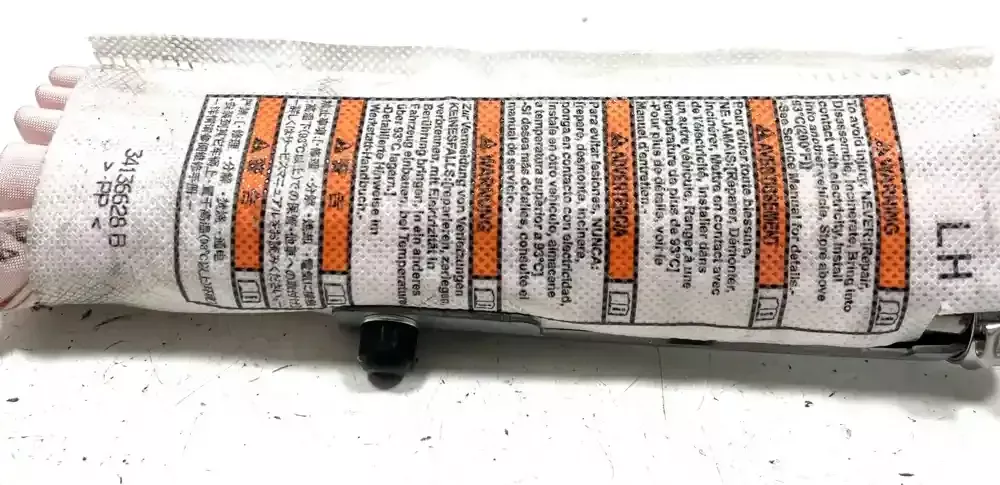 LH
⚠WARNING
To avoid injury, NEVER:[Repair,
Disassemble, Incinerate, Bring into
contact with electricity, Install
into another vehicle, Store above
93°C(200°F)]
-See Service Manual for details.-
⚠AVERTISSEMENT
Pour éviter toute blessure,
NE JAMAIS:[Réparer, Démonter,
Incinérer, Mettre en contact avec
de l'électricité, Installer dans
un autre véhicule, Ranger à une
température de plus de 93°C]
-Pour plus de détails, voir le
Manuel d'entretien.
⚠ADVERTENCIA
Para evitar lesiones, NUNCA:
[repare, desmonte, incinere,
ponga en contacto con electricidad,
instale en otro vehículo, almacene
a temperatura superior a 93°C]
-Si desea más detalles, consulte el
manual de servicio.-
⚠WARNUNG
Zur Vermeidung von Verletzungen
KEINESFALLS:[reparieren, zerlegen,
verbrennen, mit Elektrizität in
Berührung bringen, in ein anderes
Fahrzeug einbauen, bei Temperaturen
über 93°C lagern.]
-Detaillierte Hinweise im
Werkstatt-Handbuch.-
⚠警告
⚠警告
34136628 B
>PP<